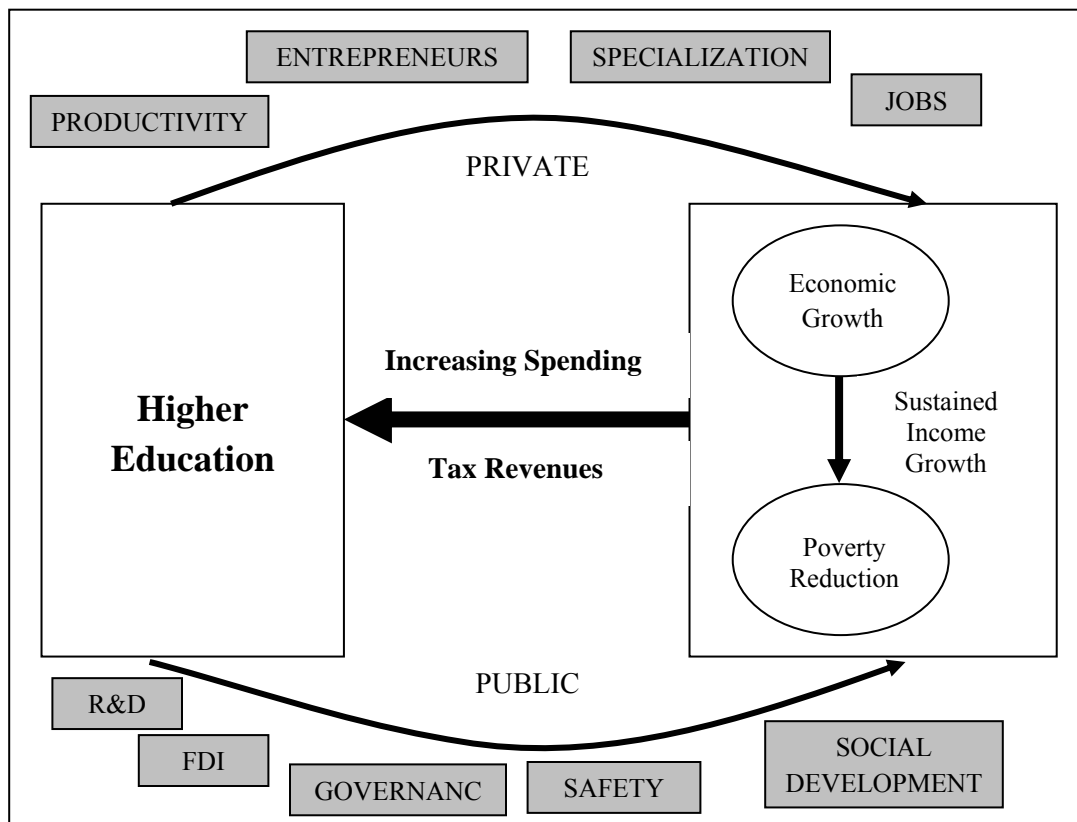 ENTREPRENEURS
SPECIALIZATION
JOBS
PRODUCTIVITY
PRIVATE
Economic
Growth
Increasing Spending
Higher
Education
Sustained
Income
Growth
Tax Revenues
Poverty
Reduction
PUBLIC
R&D
FDI
GOVERNANC
SAFETY
SOCIAL
DEVELOPMENT